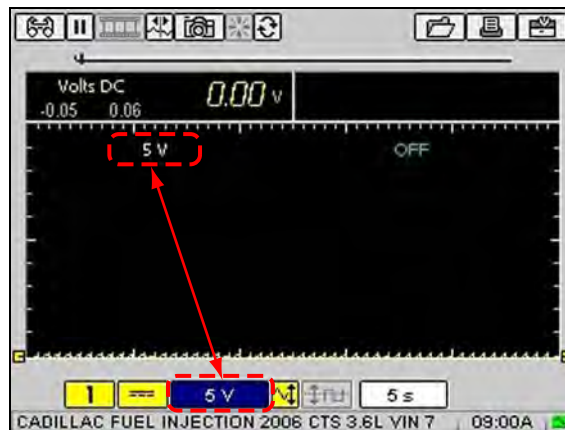 Volts DC
0.00 v
-0.05 0.06
5 V OFF
1 5 V 5 s
CADILLAC FUEL INJECTION 2006 CTS 3.6L VIN 7 09:00A